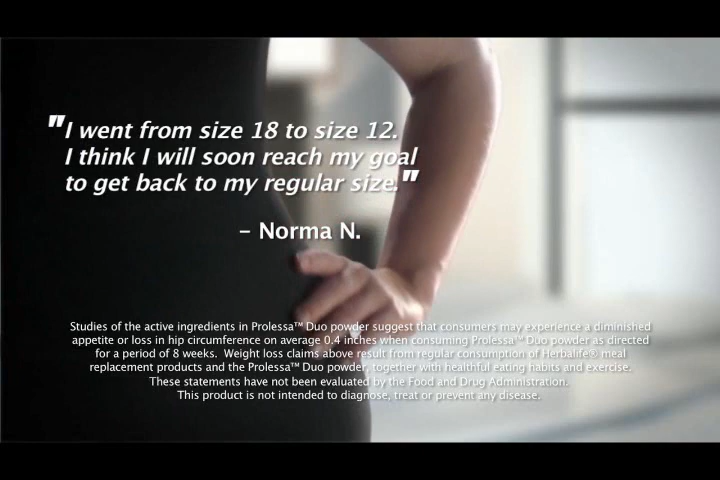 "I went from size 18 to size 12.
I think I will soon reach my goal
to get back to my regular size."
- Norma N.
Studies of the active ingredients in Prolessa™ Duo powder suggest that consumers may experience a diminished
appetite or loss in hip circumference on average 0.4 inches when consuming Prolessa™ Duo powder as directed
for a period of 8 weeks. Weight loss claims above result from regular consumption of Herbalife® meal
replacement products and the Prolessa™ Duo powder, together with healthful eating habits and exercise.
These statements have not been evaluated by the Food and Drug Administration.
This product is not intended to diagnose, treat or prevent any disease.